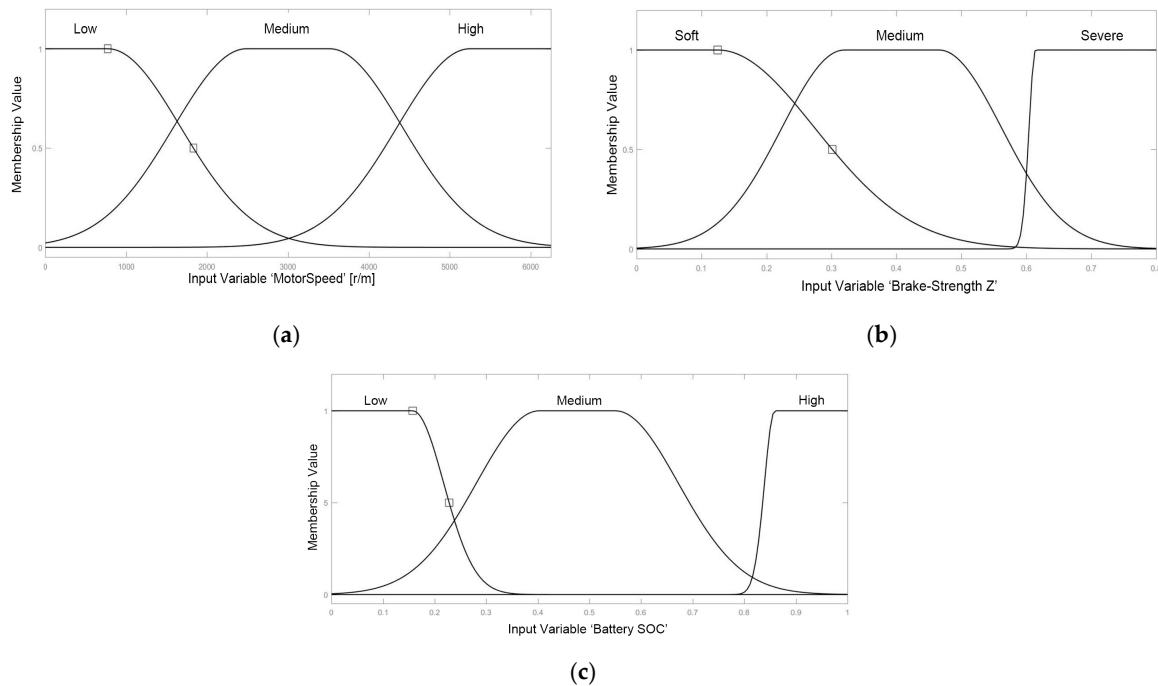 Low Medium High
1
0.5
0
Membership Value
0 1000 2000 3000 4000 5000 6000
Input Variable ‘MotorSpeed’ [r/m]
(a)
Soft Medium Severe
1
0.5
0
Membership Value
0 0.1 0.2 0.3 0.4 0.5 0.6 0.7 0.8
Input Variable ‘Brake-Strength Z’
(b)
Low Medium High
1
5
0
Membership Value
0 0.1 0.2 0.3 0.4 0.5 0.6 0.7 0.8 0.9 1
Input Variable ‘Battery SOC’
(c)